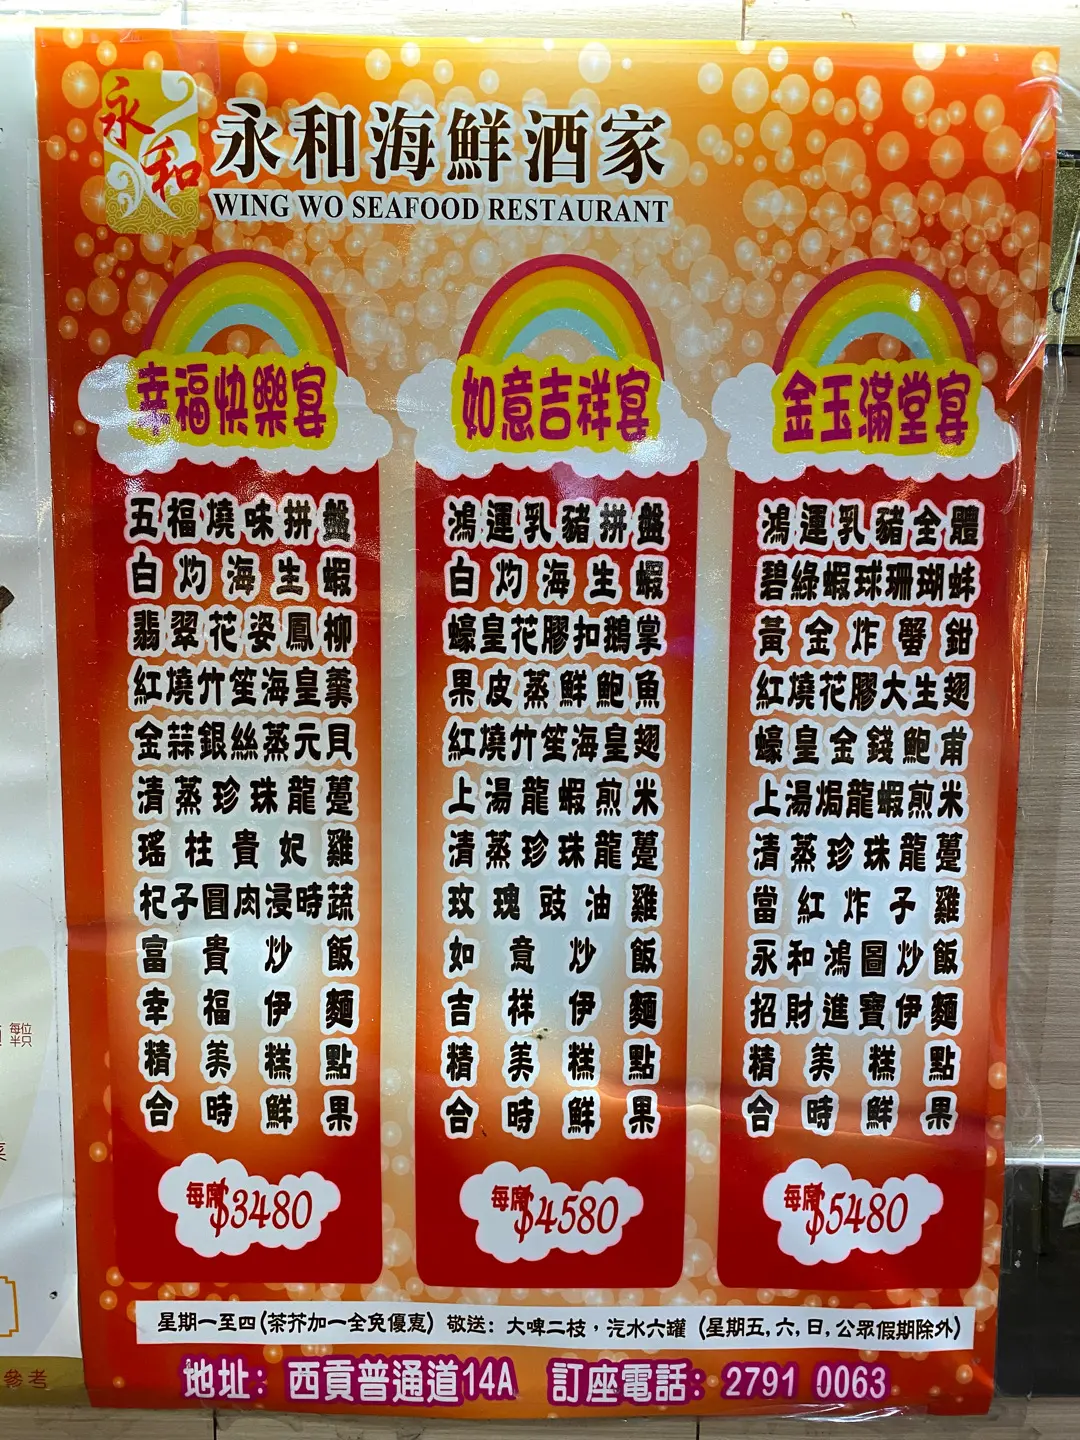 永和
永和海鮮酒家
WING WO SEAFOOD RESTAURANT
幸福快樂宴
五福燒味拼盤
白灼海生蝦
翡翠花姿鳳柳
紅燒竹笙海皇羹
金蒜銀絲蒸元貝
清蒸珍珠龍躉
瑤柱貴妃雞
杞子圓肉浸時蔬
富貴炒飯
幸福伊麵
精美糕點
合時鮮果
每席$3480
如意吉祥宴
鴻運乳豬拼盤
白灼海生蝦
蠔皇花膠扣鵝掌
果皮蒸鮮鮑魚
紅燒竹笙海皇翅
上湯龍蝦煎米
清蒸珍珠龍躉
玫瑰豉油雞
如意炒飯
吉祥伊麵
精美糕點
合時鮮果
每席$4580
金玉滿堂宴
鴻運乳豬全體
碧綠蝦球珊瑚蚌
黃金炸蟹鉗
紅燒花膠大生翅
蠔皇金錢鮑甫
上湯焗龍蝦煎米
清蒸珍珠龍躉
當紅炸子雞
永和鴻圖炒飯
招財進寶伊麵
精美糕點
合時鮮果
每席$5480
星期一至四(茶芥加一全免優惠) 敬送: 大啤二枝，汽水六罐 (星期五,六,日,公眾假期除外)
地址: 西貢普通道14A 訂座電話: 2791 0063
每位
半只
參考